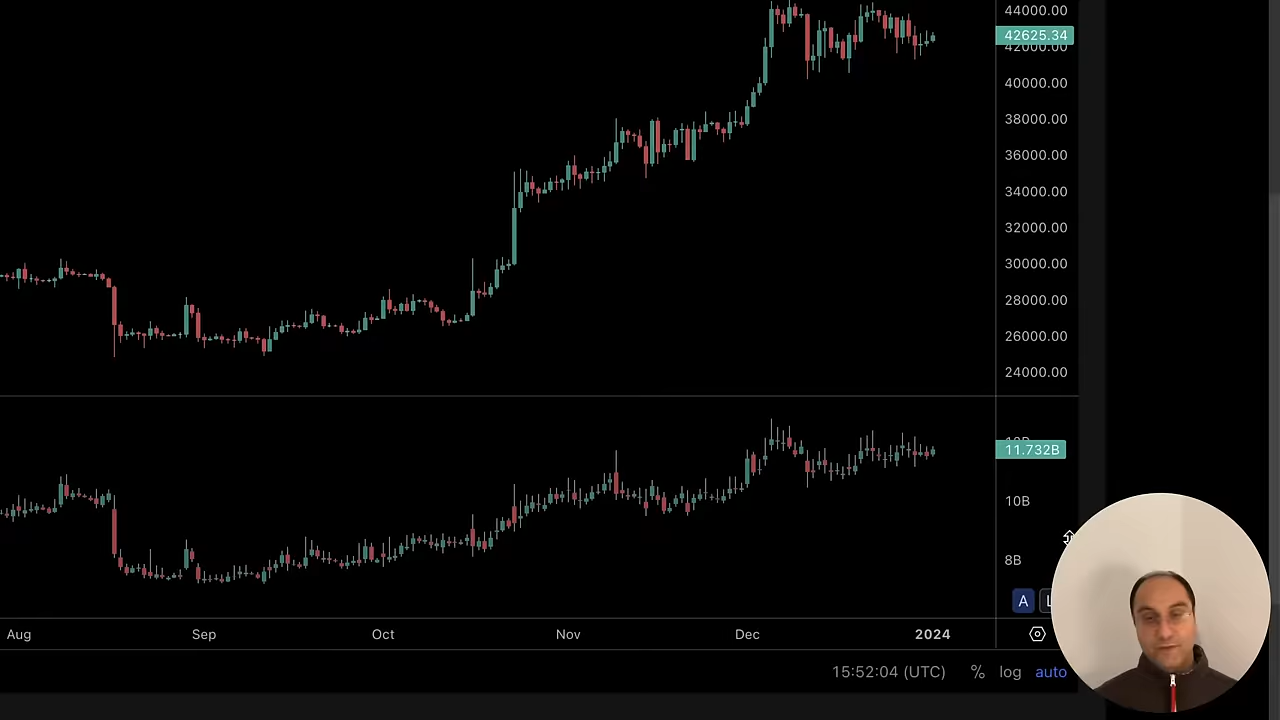 44000.00
42625.34
42000.00
40000.00
38000.00
36000.00
34000.00
32000.00
30000.00
28000.00
26000.00
24000.00
11.732B
10B
8B
A
Aug Sep Oct Nov Dec 2024
15:52:04 (UTC) % log auto